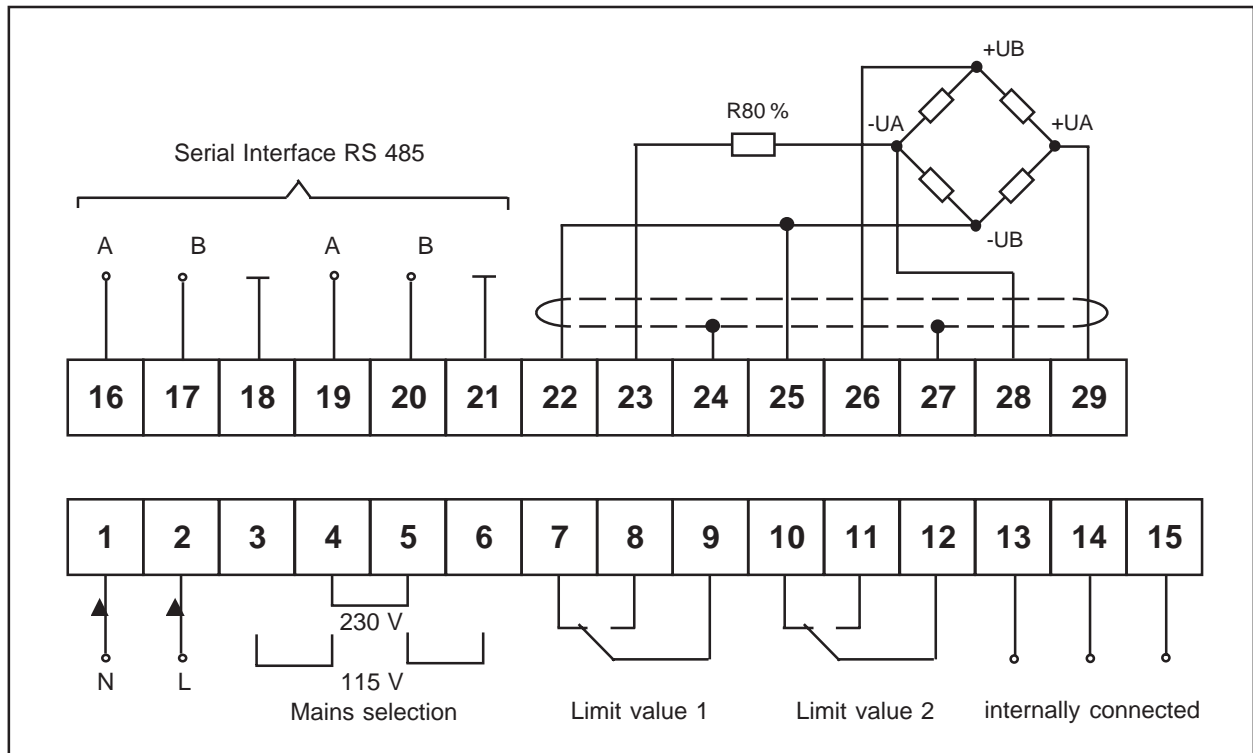 +UB
R80 %
-UA
+UA
Serial Interface RS 485
A B A B
-UB
16 17 18 19 20 21 22 23 24 25 26 27 28 29
1 2 3 4 5 6 7 8 9 10 11 12 13 14 15
230 V
N L 115 V
Mains selection Limit value 1 Limit value 2 internally connected